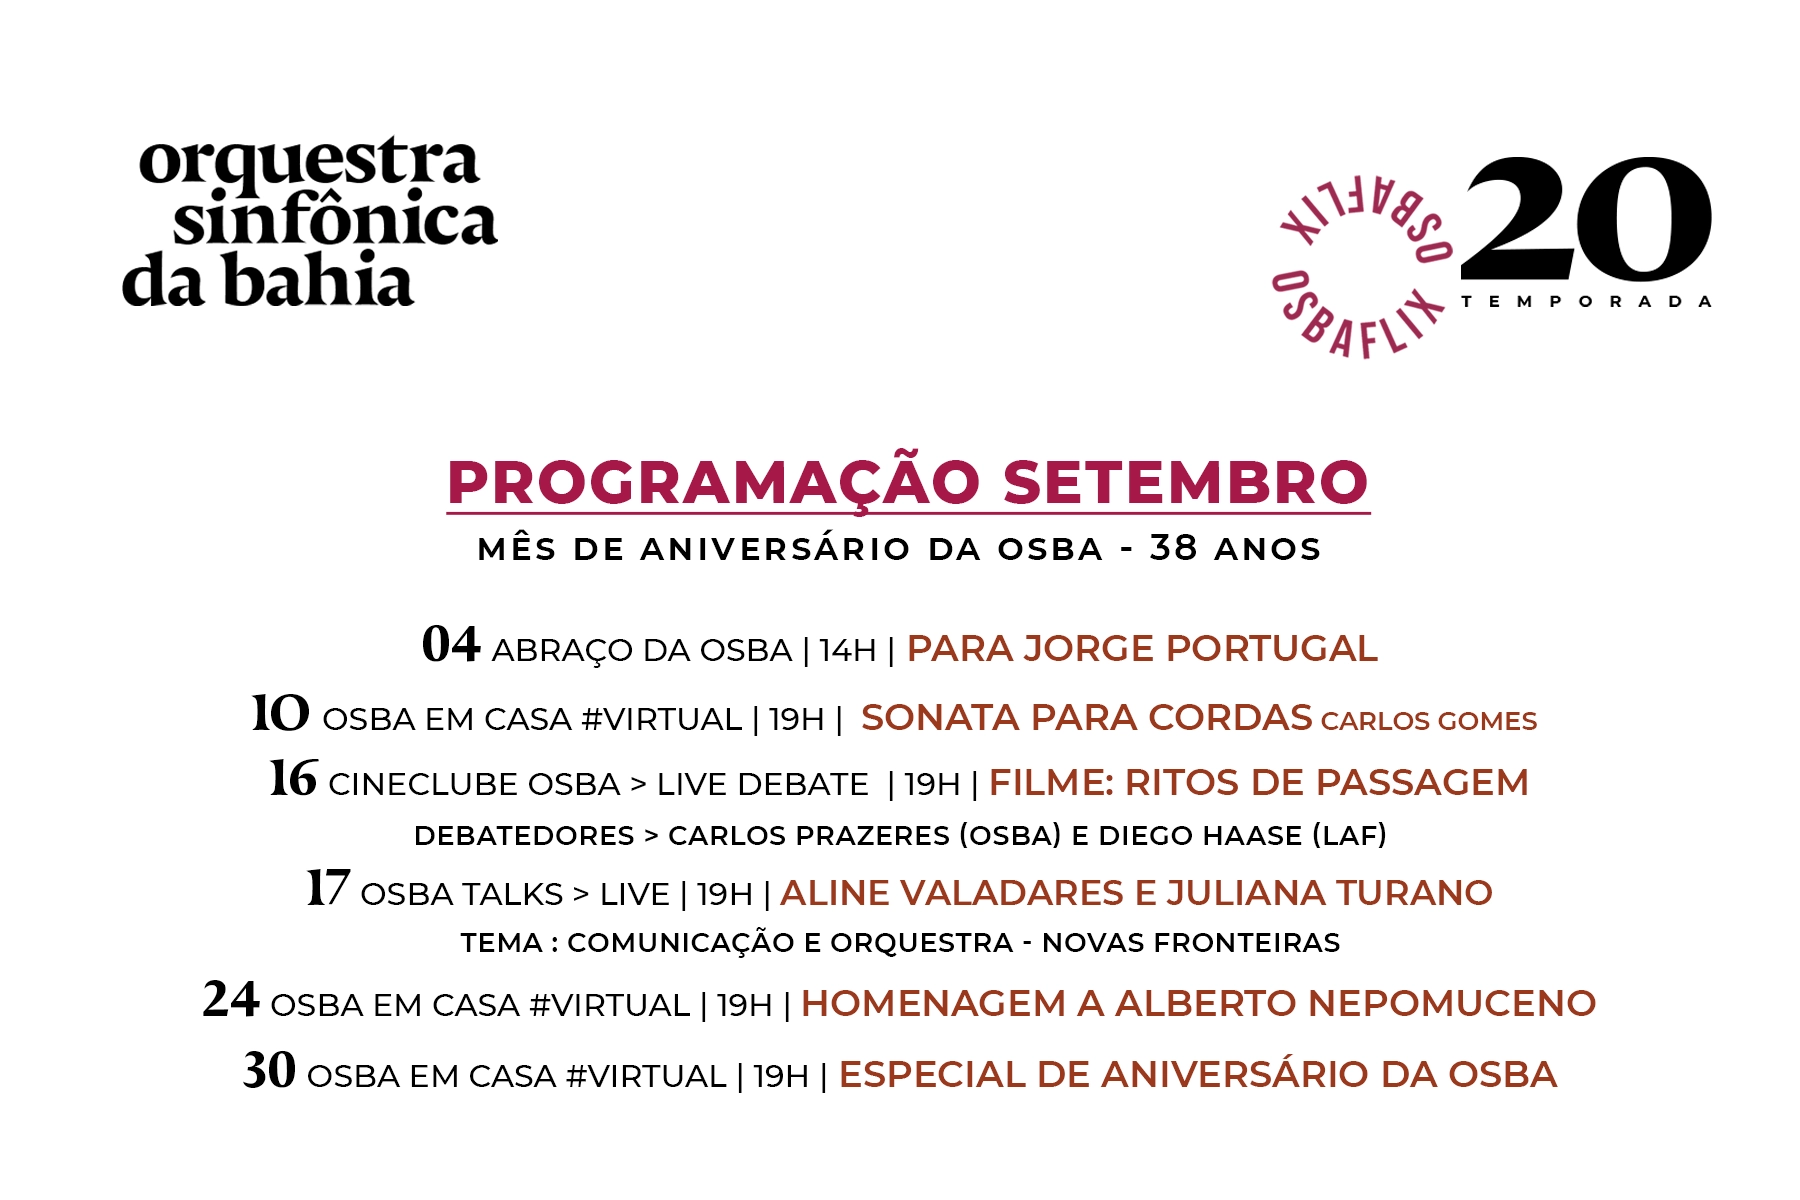 orquestra
sinfônica
da bahia
OSBAFLIX OSBAFLIX
20
TEMPORADA
PROGRAMAÇÃO SETEMBRO
MÊS DE ANIVERSÁRIO DA OSBA - 38 ANOS
04 ABRAÇO DA OSBA | 14H | PARA JORGE PORTUGAL
10 OSBA EM CASA #VIRTUAL | 19H | SONATA PARA CORDAS CARLOS GOMES
16 CINECLUBE OSBA > LIVE DEBATE | 19H | FILME: RITOS DE PASSAGEM
DEBATEDORES > CARLOS PRAZERES (OSBA) E DIEGO HAASE (LAF)
17 OSBA TALKS > LIVE | 19H | ALINE VALADARES E JULIANA TURANO
TEMA : COMUNICAÇÃO E ORQUESTRA - NOVAS FRONTEIRAS
24 OSBA EM CASA #VIRTUAL | 19H | HOMENAGEM A ALBERTO NEPOMUCENO
30 OSBA EM CASA #VIRTUAL | 19H | ESPECIAL DE ANIVERSÁRIO DA OSBA